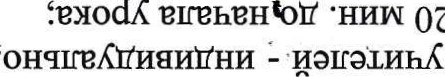 учителей - индивидуально,
20 мин. до начала урока;